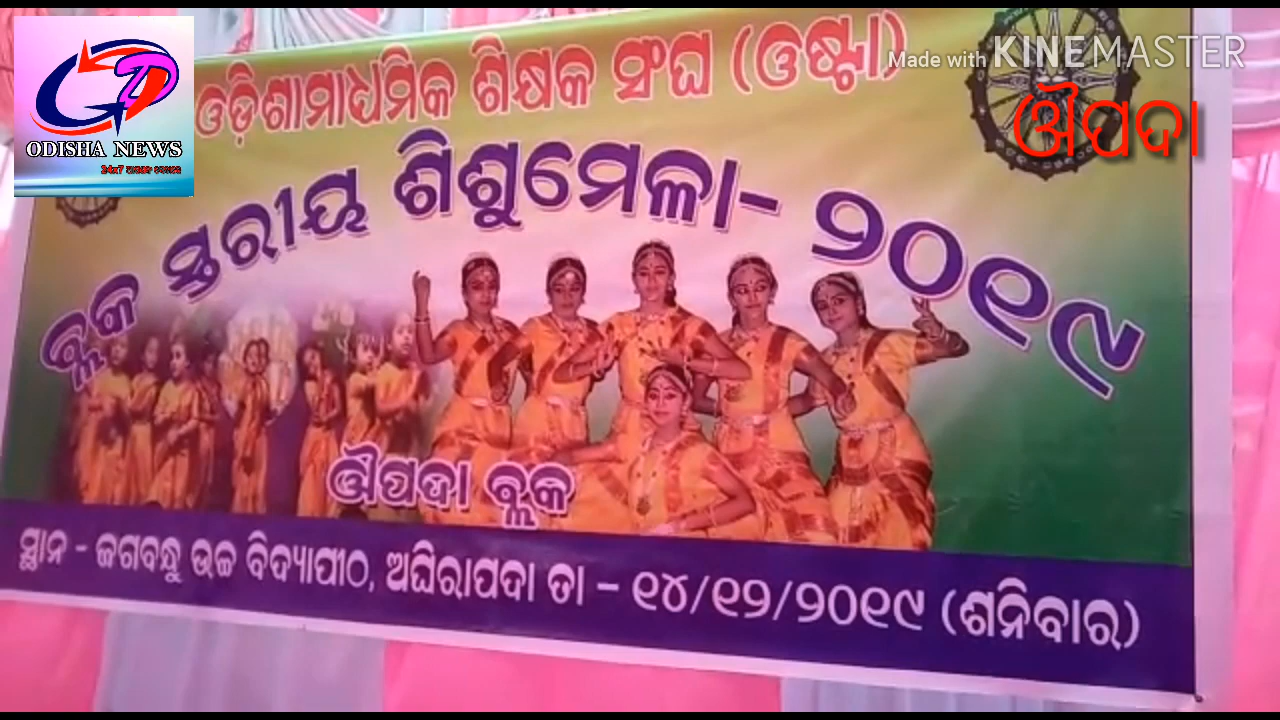 ଓଡ଼ିଶା ମାଧ୍ୟମିକ ଶିକ୍ଷକ ସଂଘ (ଓଷ୍ଟା)
Made with KINEMASTER
ଔପଦା
ODISHA NEWS
ବ୍ଲକ ସ୍ତରୀୟ ଶିଶୁମେଳା- ୨୦୧୯
ଔପଦା ବ୍ଲକ
ସ୍ଥାନ - ଜଗବନ୍ଧୁ ଉଚ୍ଚ ବିଦ୍ୟାପୀଠ, ଅଘିରାପଦା ତା – ୧୪/୧୨/୨୦୧୯ (ଶନିବାର)